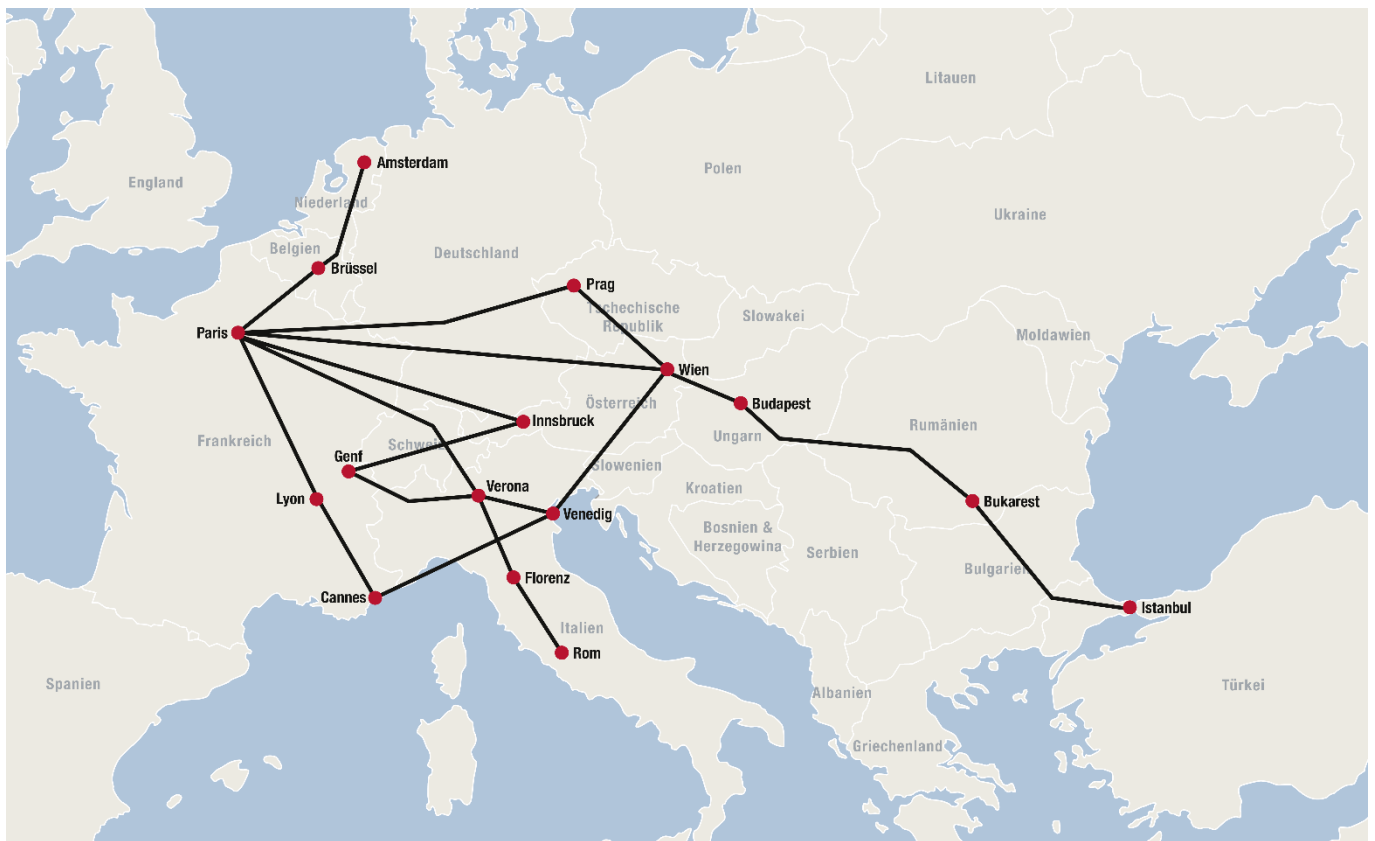 Litauen
Amsterdam
Polen
England
Niederland
Ukraine
Belgien
Deutschland
Brüssel
Prag
Tschechische
Republik
Slowakei
Paris
Moldawien
Wien
Österreich
Budapest
Innsbruck
Rumänien
Frankreich
Schweiz
Ungarn
Genf
Slowenien
Verona
Kroatien
Lyon
Bukarest
Venedig
Bosnien &
Herzegowina
Serbien
Bulgarien
Florenz
Cannes
Istanbul
Italien
Rom
Spanien
Türkei
Albanien
Griechenland